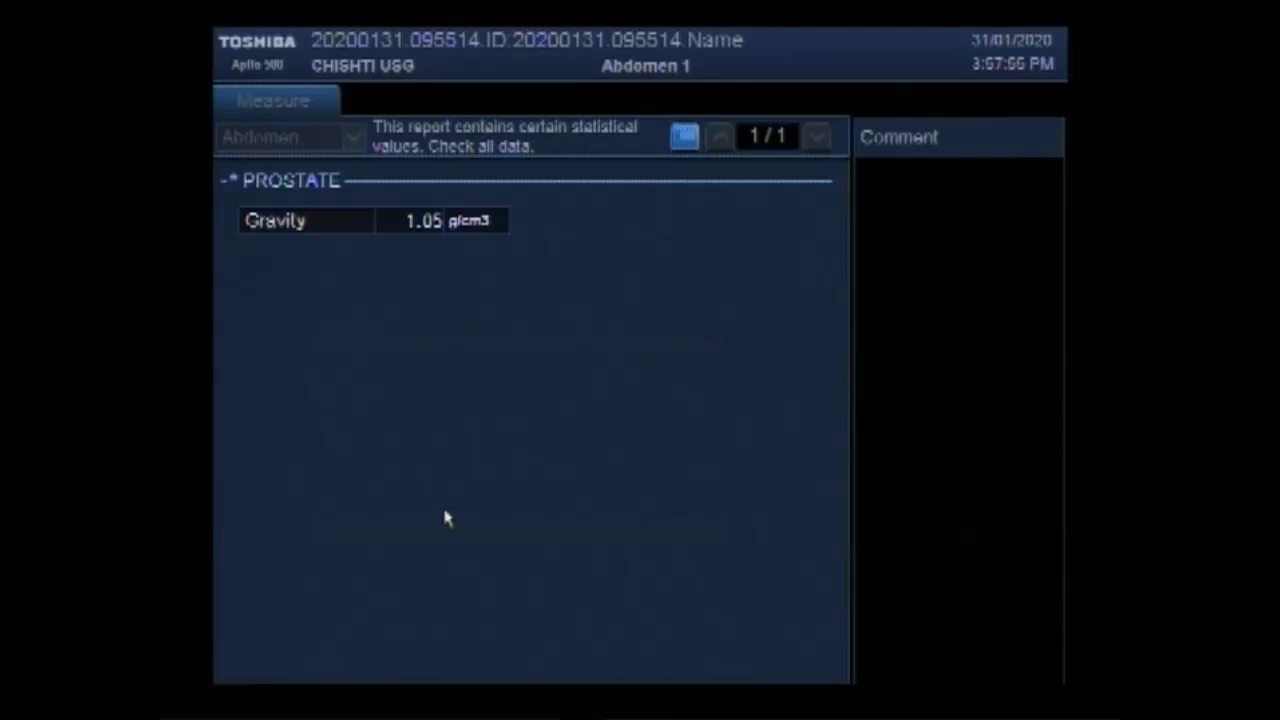 TOSHIBA 20200131.095514.ID:20200131.095514.Name 31/01/2020
Aplio 500 CHISHTI USG Abdomen 1 3:57:55 PM
Measure
Abdomen This report contains certain statistical values. Check all data. 1 / 1 Comment
-* PROSTATE
Gravity 1.05 g/cm3